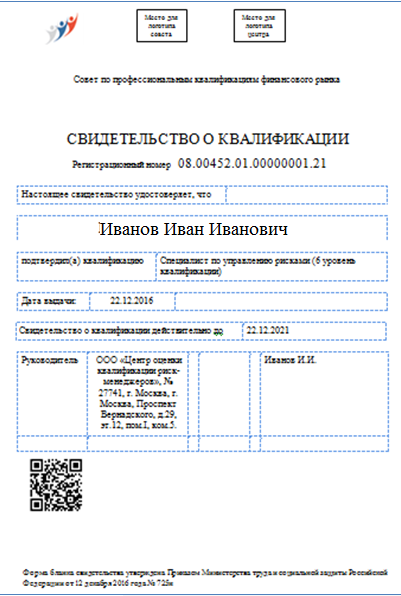 Место для
логотипа
совета
Место для
логотипа
центра
Совет по профессиональным квалификациям финансового рынка
СВИДЕТЕЛЬСТВО О КВАЛИФИКАЦИИ
Регистрационный номер 08.00452.01.00000001.21
Настоящее свидетельство удостоверяет, что
Иванов Иван Иванович
подтвердил(а) квалификацию
Специалист по управлению рисками (6 уровень
квалификации)
Дата выдачи: 22.12.2016
Свидетельство о квалификации действительно до 22.12.2021
Руководитель
ООО «Центр оценки
квалификации риск-
менеджеров», №
27741, г. Москва, г.
Москва, Проспект
Вернадского, д.29,
эт.12, пом.I, ком.5.
Иванов И.И.
Форма бланка свидетельства утверждена Приказом Министерства труда и социальной защиты Российской
Федерации от 12 декабря 2016 года № 725н